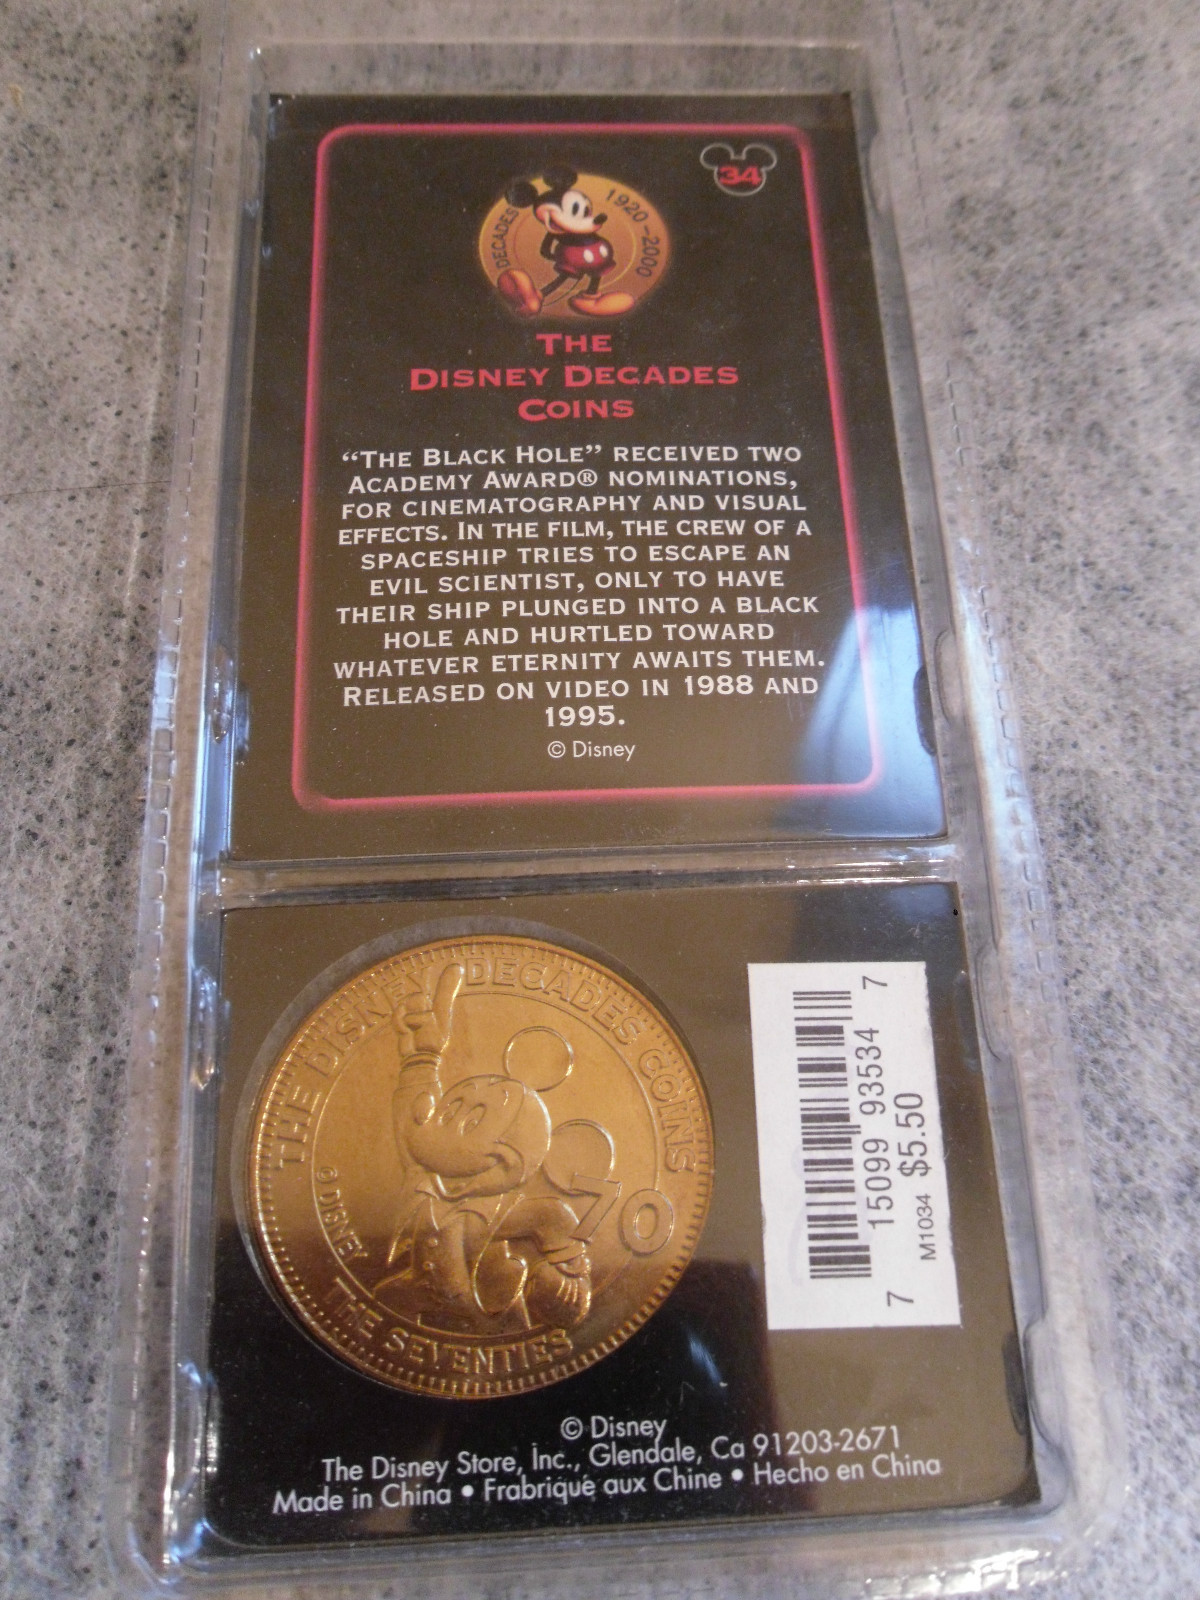 34
DECADES 1920-2000
THE
DISNEY DECADES
COINS
“THE BLACK HOLE” RECEIVED TWO
ACADEMY AWARD® NOMINATIONS,
FOR CINEMATOGRAPHY AND VISUAL
EFFECTS. IN THE FILM, THE CREW OF A
SPACESHIP TRIES TO ESCAPE AN
EVIL SCIENTIST, ONLY TO HAVE
THEIR SHIP PLUNGED INTO A BLACK
HOLE AND HURTLED TOWARD
WHATEVER ETERNITY AWAITS THEM.
RELEASED ON VIDEO IN 1988 AND
1995.
© Disney
THE DISNEY DECADES COINS
70
© DISNEY
THE SEVENTIES
7 15099 93534 7
M1034 $5.50
© Disney
The Disney Store, Inc., Glendale, Ca 91203-2671
Made in China • Frabriqué aux Chine • Hecho en China